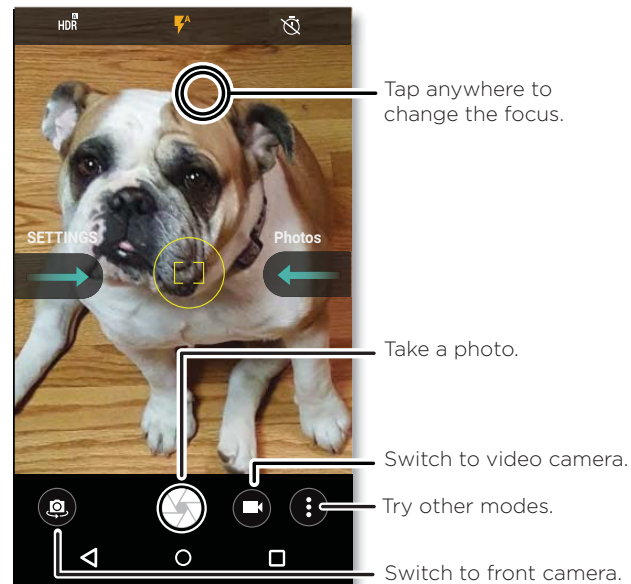 HDR A
A
Tap anywhere to
change the focus.
SETTINGS
Photos
Take a photo.
Switch to video camera.
Try other modes.
Switch to front camera.